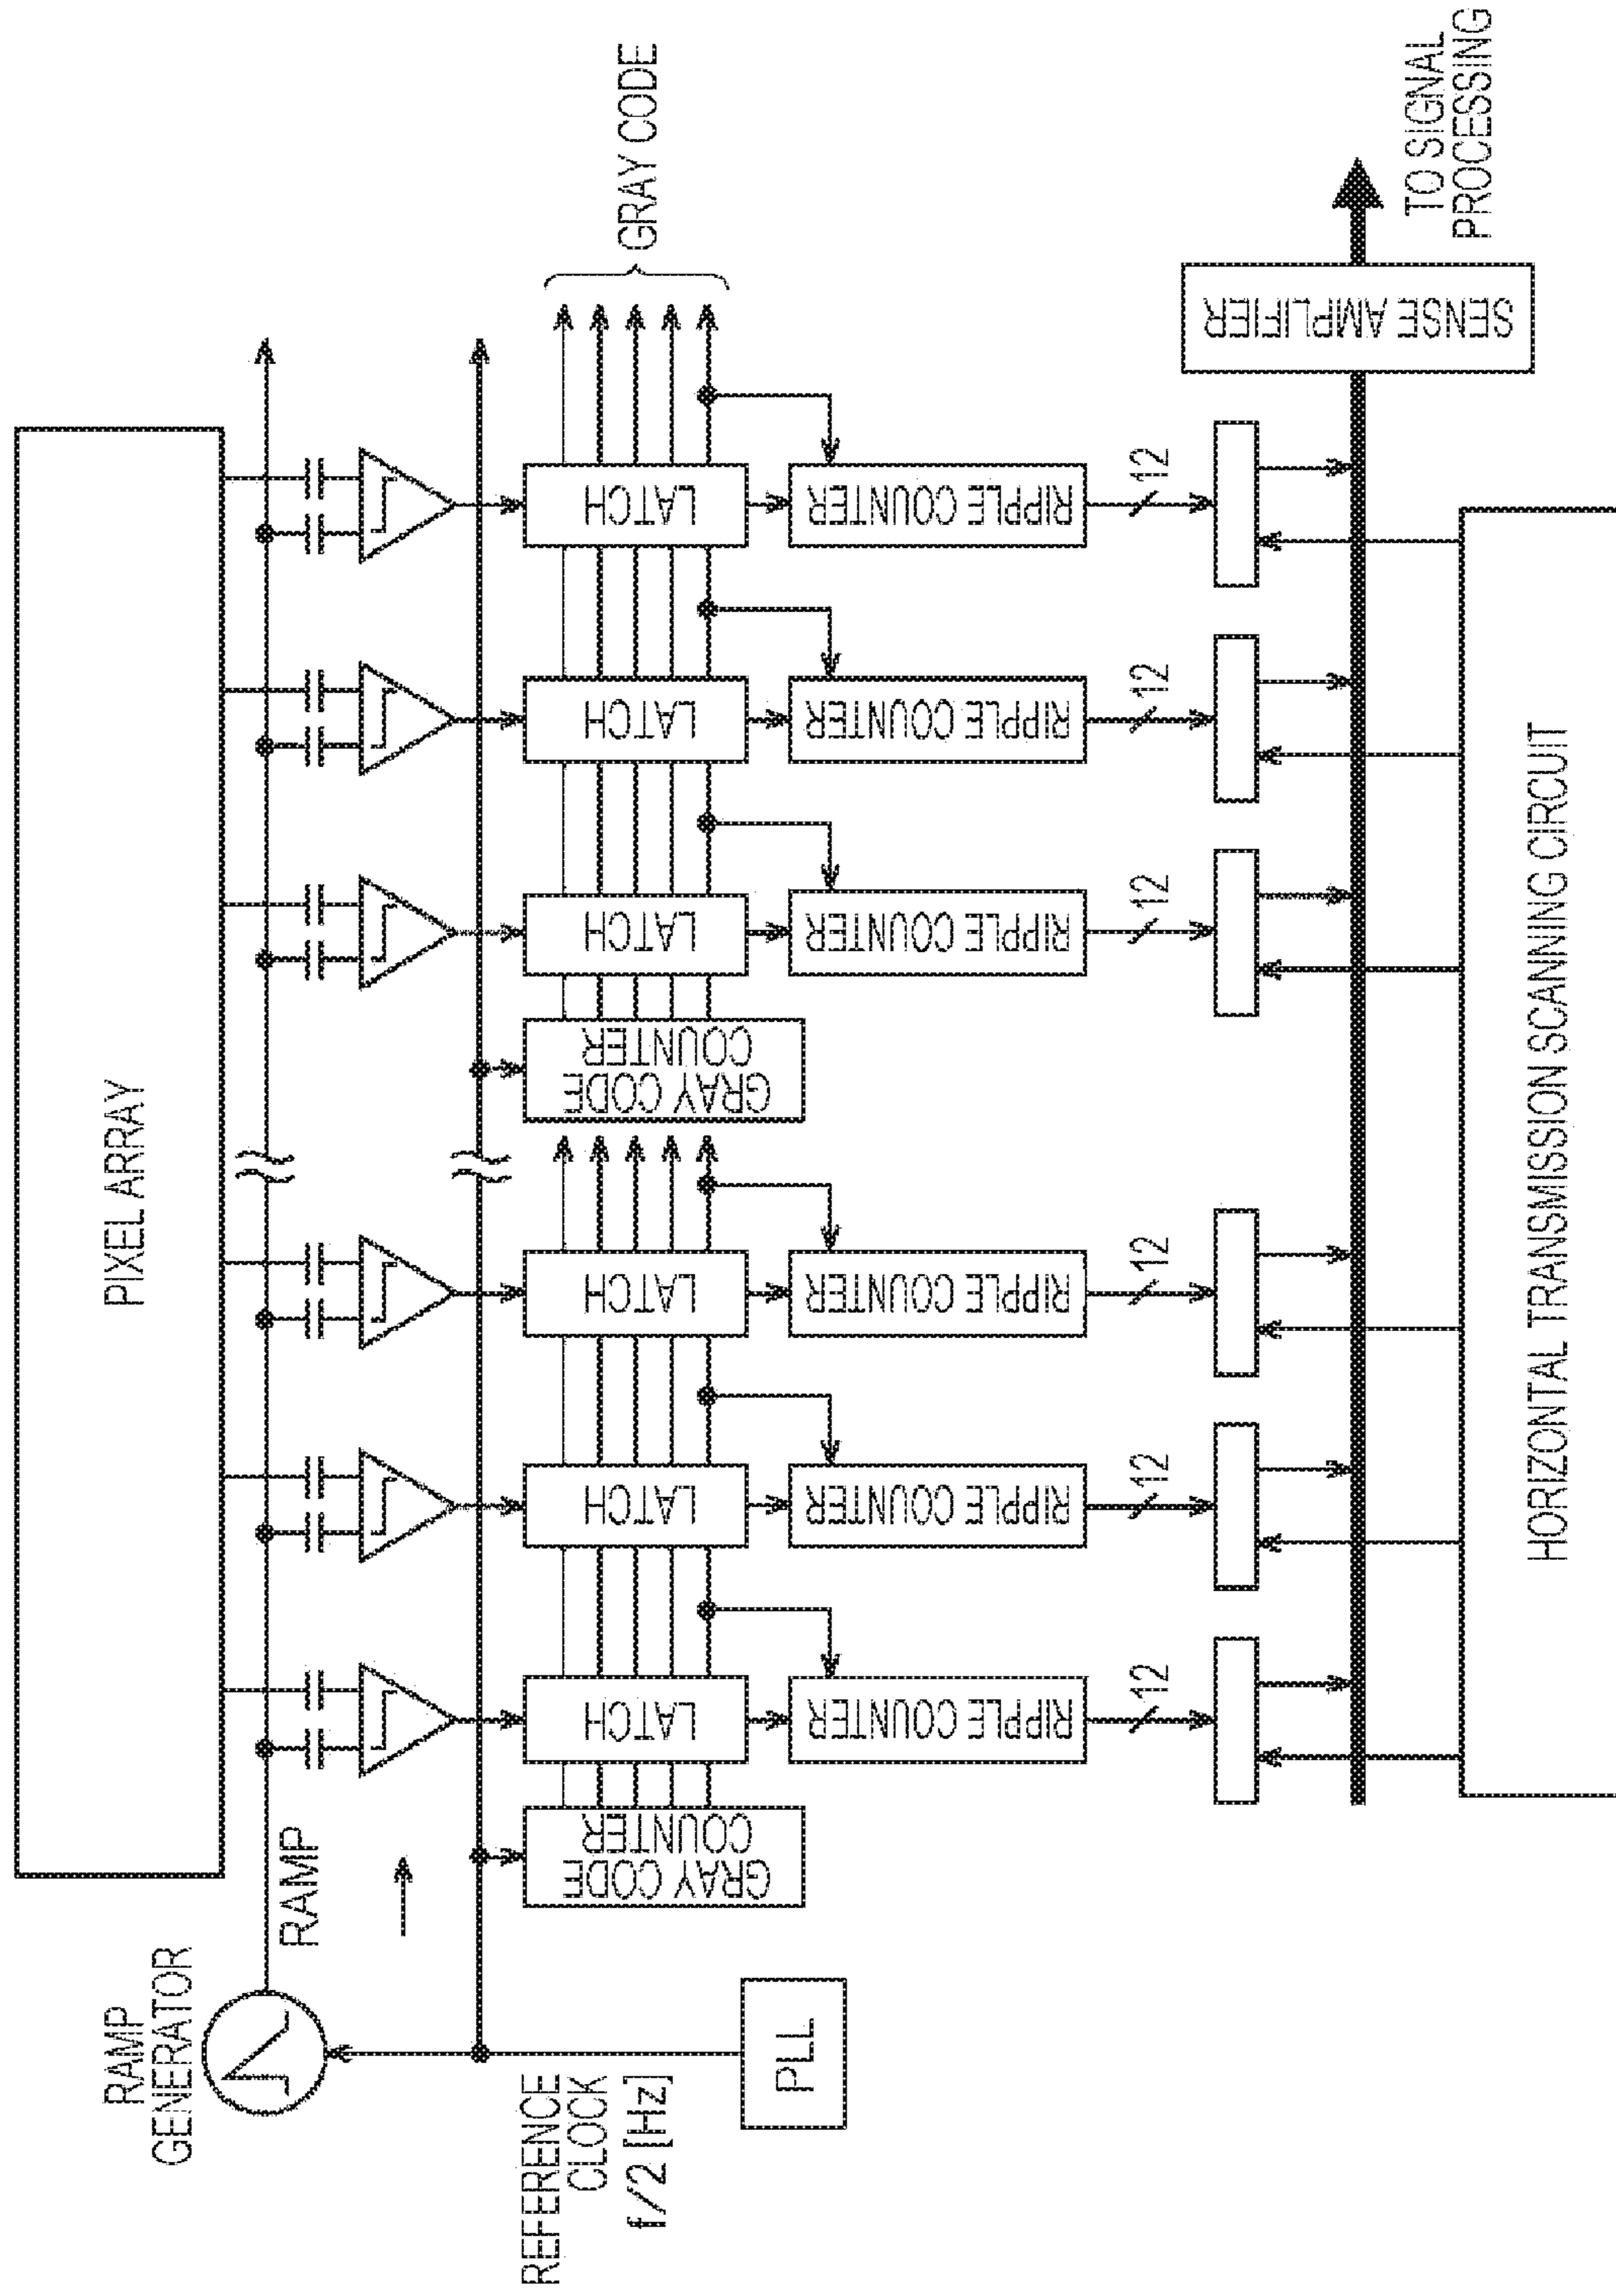 PIXEL ARRAY
RAMP
GENERATOR
RAMP
REFERENCE
CLOCK
f/2 [Hz]
PLL
GRAY CODE
COUNTER
LATCH
LATCH
LATCH
GRAY CODE
COUNTER
LATCH
LATCH
LATCH
GRAY CODE
RIPPLE COUNTER
RIPPLE COUNTER
RIPPLE COUNTER
RIPPLE COUNTER
RIPPLE COUNTER
RIPPLE COUNTER
12
12
12
12
12
12
SENSE AMPLIFIER
TO SIGNAL
PROCESSING
HORIZONTAL TRANSMISSION SCANNING CIRCUIT